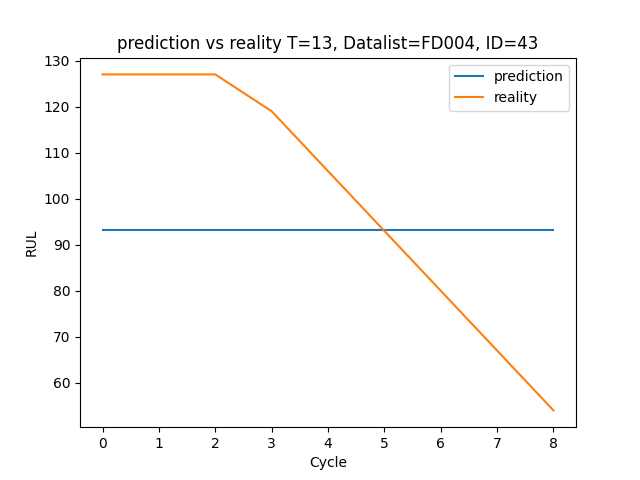 prediction vs reality T=13, Datalist=FD004, ID=43
prediction
reality
130
120
110
100
90
80
70
60
RUL
0 1 2 3 4 5 6 7 8
Cycle